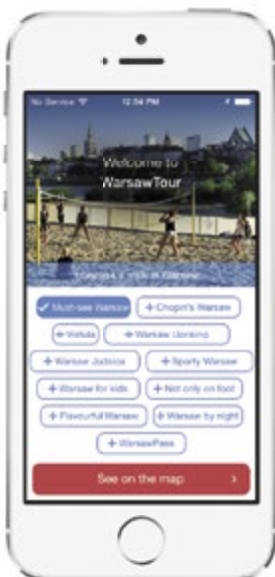 No Service 12:54 PM
Welcome to
WarsawTour
Must-see Warsaw + Chopin's Warsaw
+ Vistula + Warsaw
+ Warsaw Judaica + Sporty Warsaw
+ Warsaw for kids + Not only on foot
+ Flavourful Warsaw + Warsaw by night
+ WarsawPass
See on the map >